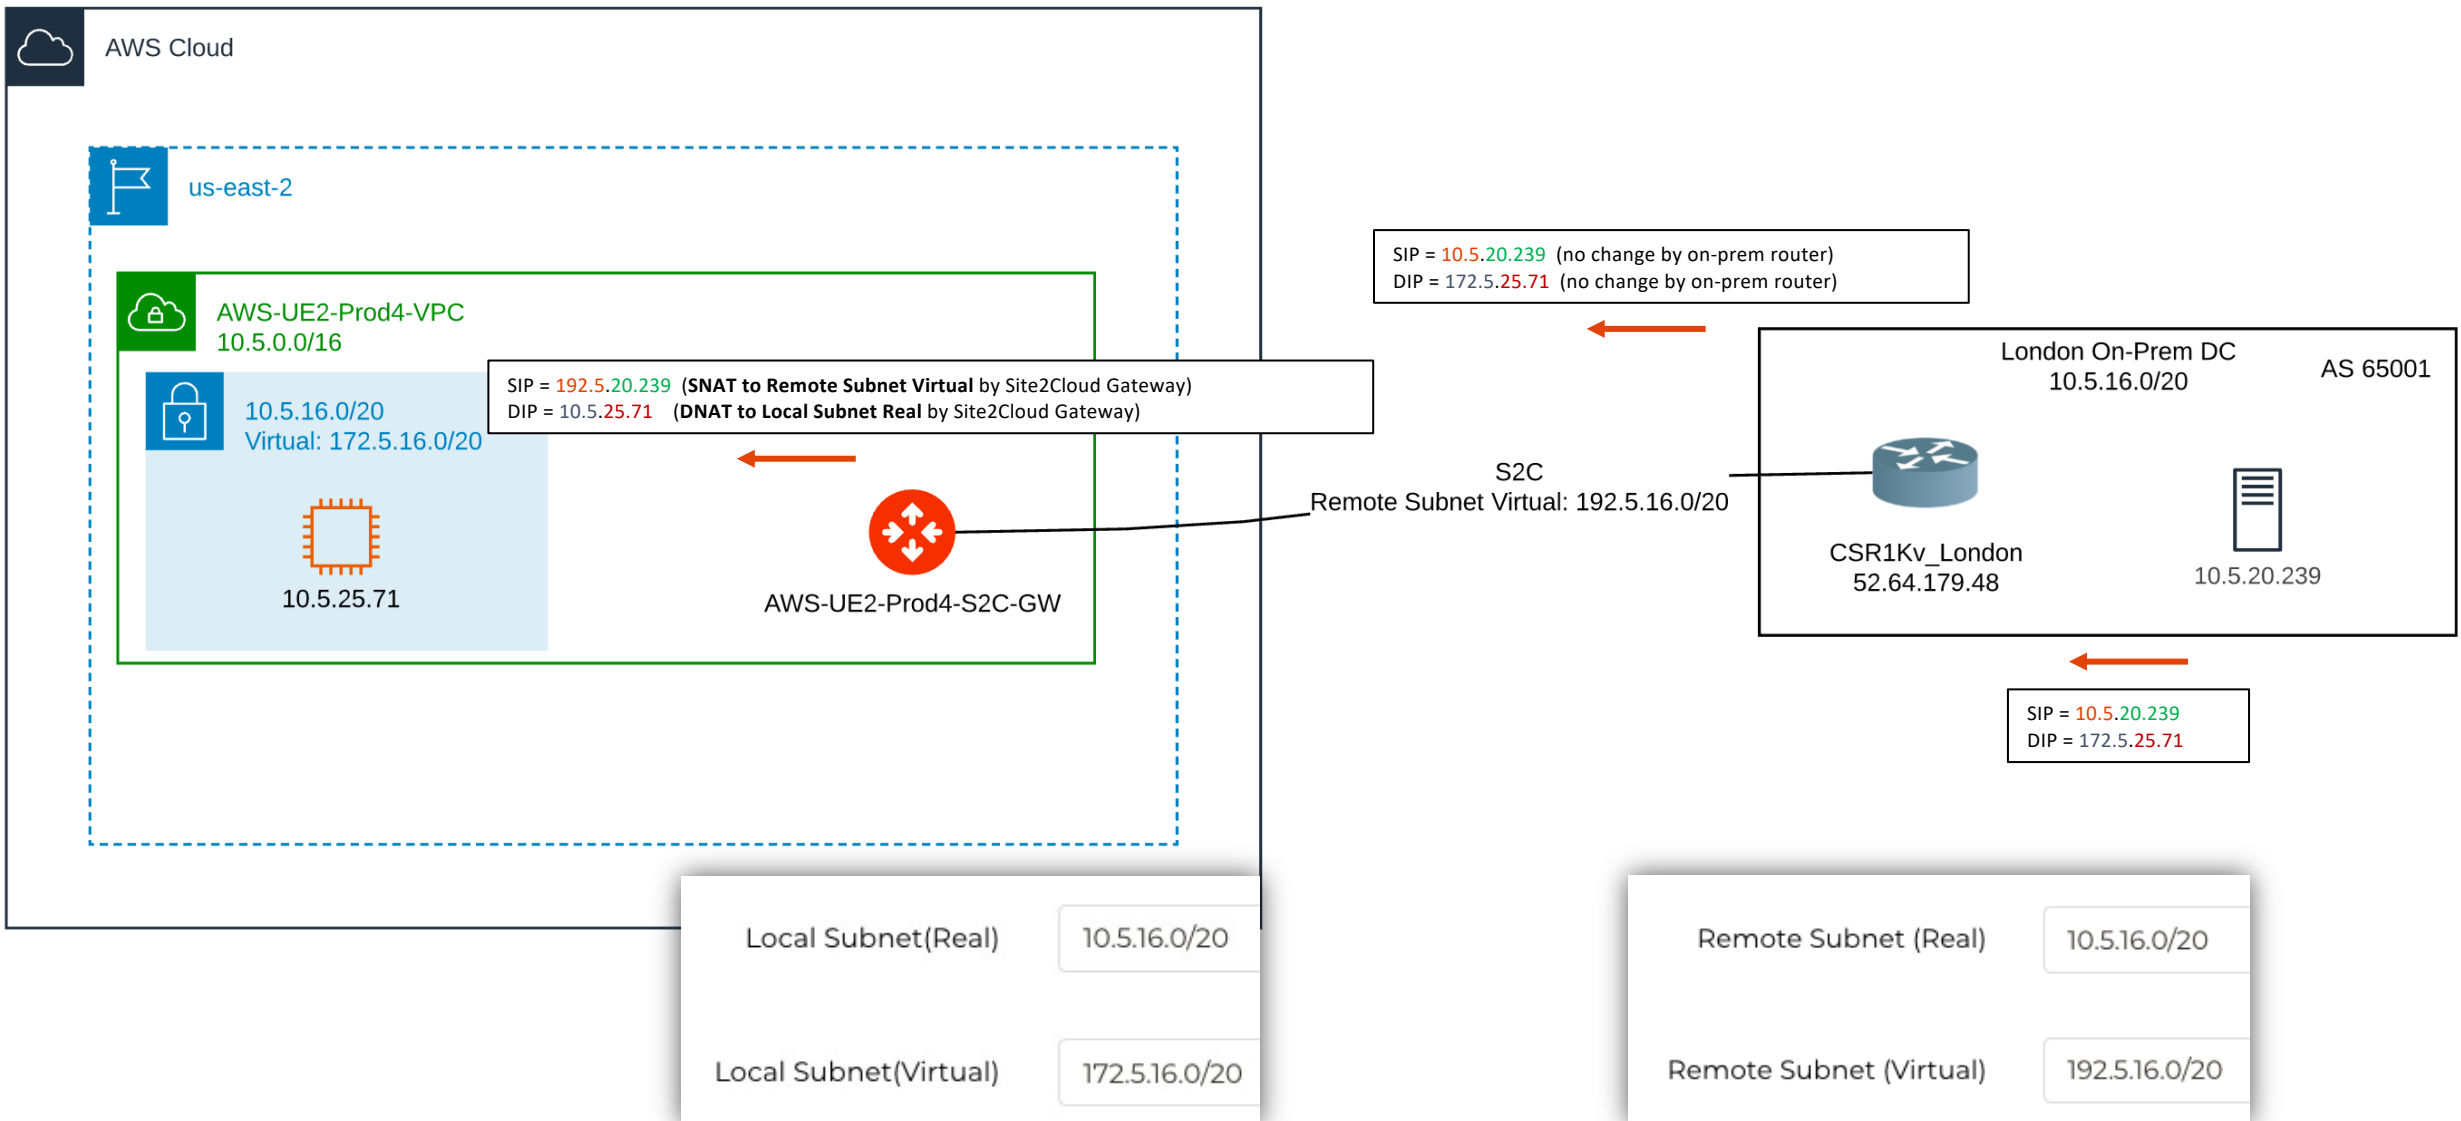 AWS Cloud
us-east-2
AWS-UE2-Prod4-VPC
10.5.0.0/16
10.5.16.0/20
Virtual: 172.5.16.0/20
10.5.25.71
SIP = 192.5.20.239 (SNAT to Remote Subnet Virtual by Site2Cloud Gateway)
DIP = 10.5.25.71 (DNAT to Local Subnet Real by Site2Cloud Gateway)
AWS-UE2-Prod4-S2C-GW
SIP = 10.5.20.239 (no change by on-prem router)
DIP = 172.5.25.71 (no change by on-prem router)
S2C
Remote Subnet Virtual: 192.5.16.0/20
London On-Prem DC
10.5.16.0/20
AS 65001
CSR1Kv_London
52.64.179.48
10.5.20.239
SIP = 10.5.20.239
DIP = 172.5.25.71
Local Subnet(Real) 10.5.16.0/20
Local Subnet(Virtual) 172.5.16.0/20
Remote Subnet (Real) 10.5.16.0/20
Remote Subnet (Virtual) 192.5.16.0/20